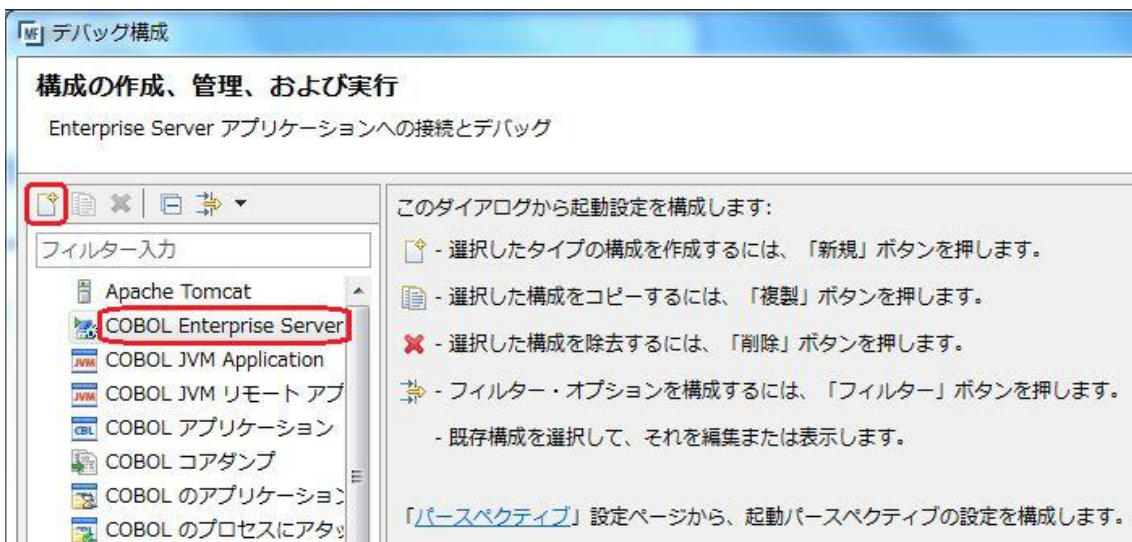 デバッグ構成
構成の作成、管理、および実行
Enterprise Server アプリケーションへの接続とデバッグ
フィルター入力
Apache Tomcat
COBOL Enterprise Server
COBOL JVM Application
COBOL JVM リモート アプ
COBOL アプリケーション
COBOL コアダンプ
COBOL のアプリケーション
COBOL のプロセスにアタッ
このダイアログから起動設定を構成します:
- 選択したタイプの構成を作成するには、「新規」ボタンを押します。
- 選択した構成をコピーするには、「複製」ボタンを押します。
- 選択した構成を除去するには、「削除」ボタンを押します。
- フィルター・オプションを構成するには、「フィルター」ボタンを押します。
- 既存構成を選択して、それを編集または表示します。
「パースペクティブ」設定ページから、起動パースペクティブの設定を構成します。